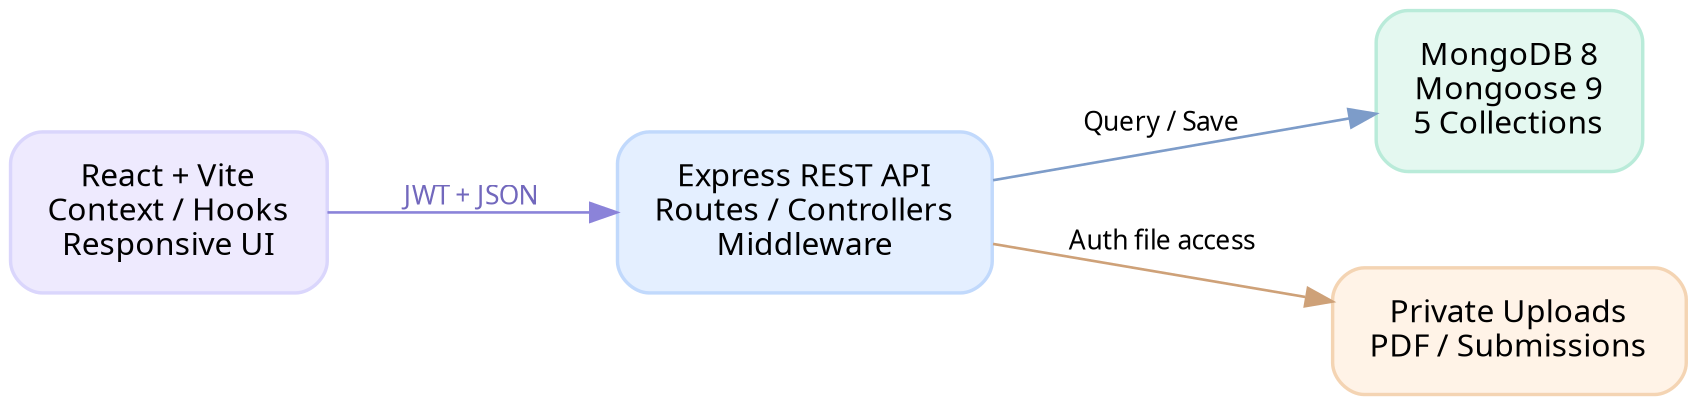 React + Vite
Context / Hooks
Responsive UI
JWT + JSON
Express REST API
Routes / Controllers
Middleware
Query / Save
MongoDB 8
Mongoose 9
5 Collections
Auth file access
Private Uploads
PDF / Submissions